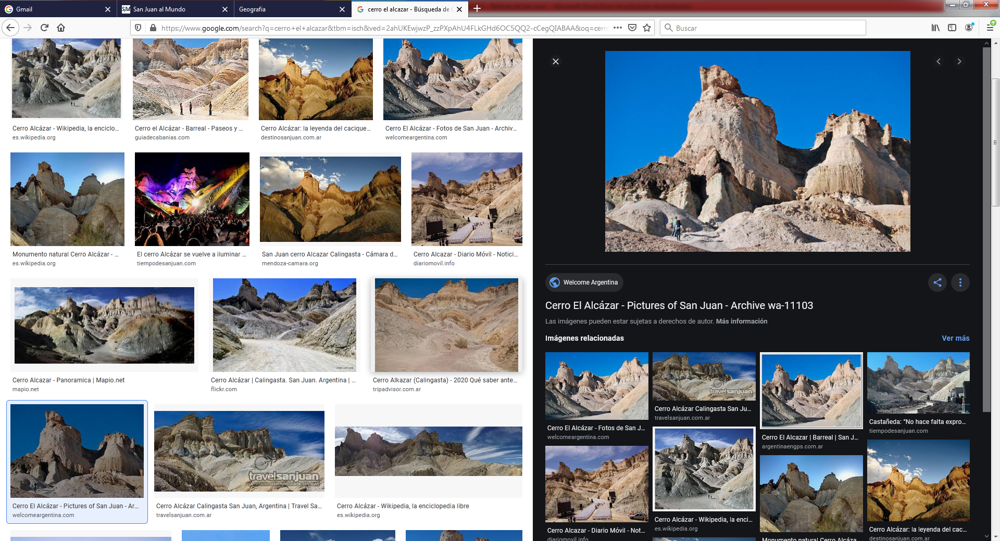 Gmail
San Juan al Mundo
Geografía
cerro el alcazar - Búsqueda de G
https://www.google.com/search?q=cerro+el+alcazar&tbm=isch&ved=2ahUKEwjwzP_zzPXpAhU4FLkGHd6OC5QQ2-cCegQIABAA&oq=cerro
Buscar
Cerro Alcázar - Wikipedia, la enciclo...
es.wikipedia.org
Cerro el Alcázar - Barreal - Paseos y ...
guiadecabanias.com
Cerro Alcázar: la leyenda del cacique...
destinosanjuan.com.ar
Cerro El Alcázar - Fotos de San Juan - Archiv...
welcomeargentina.com
Monumento natural Cerro Alcázar - ...
es.wikipedia.org
El cerro Alcázar se vuelve a iluminar ...
tiempodesanjuan.com
San Juan cerro Alcazar Calingasta - Cámara d...
mendoza-camara.org
Cerro Alcazar - Diario Móvil - Notici...
diariomovil.info
José Luis Lara
Cerro Alcazar - Panoramica | Mapio.net
mapio.net
Cerro Alcázar | Calingasta. San Juan. Argentina | ...
flickr.com
Cerro Alkazar (Calingasta) - 2020 Qué saber ante...
tripadvisor.com.ar
travelsanjuan
LA PRIMERA GUIA TURISTICA DE SAN JUAN
Cerro El Alcázar - Pictures of San Juan - Ar...
welcomeargentina.com
Cerro Alcázar Calingasta San Juan, Argentina | Travel Sa...
travelsanjuan.com.ar
Cerro Alcázar - Wikipedia, la enciclopedia libre
es.wikipedia.org
Welcome Argentina
Cerro El Alcázar - Pictures of San Juan - Archive wa-11103
Las imágenes pueden estar sujetas a derechos de autor. Más información
Imágenes relacionadas
Ver más
travelsanjuan
Cerro El Alcázar - Fotos de San J...
welcomeargentina.com
Cerro Alcázar Calingasta San Ju...
travelsanjuan.com.ar
Cerro El Alcazar | Barreal | San J...
argentinaengps.com.ar
Castañeda: “No hace falta expro...
tiempodesanjuan.com
Cerro Alcazar - Diario Móvil - Not...
diariomovil.info
Cerro Alcázar - Wikipedia, la enci...
es.wikipedia.org
Monumento natural Cerro Alcáza
Cerro Alcázar: la leyenda del cac...
destinosanjuan.com.ar